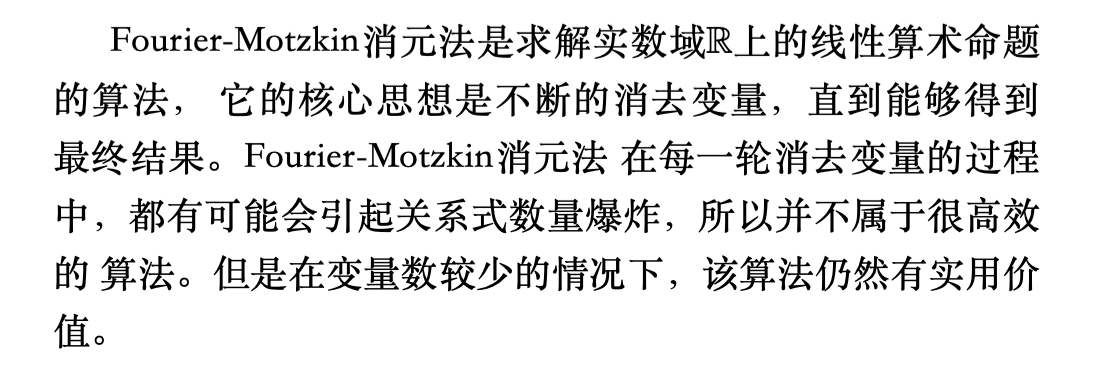 Fourier-Motzkin消元法是求解实数域ℝ上的线性算术命题
的算法， 它的核心思想是不断的消去变量，直到能够得到
最终结果。Fourier-Motzkin消元法 在每一轮消去变量的过程
中，都有可能会引起关系式数量爆炸，所以并不属于很高效
的 算法。但是在变量数较少的情况下，该算法仍然有实用价
值。